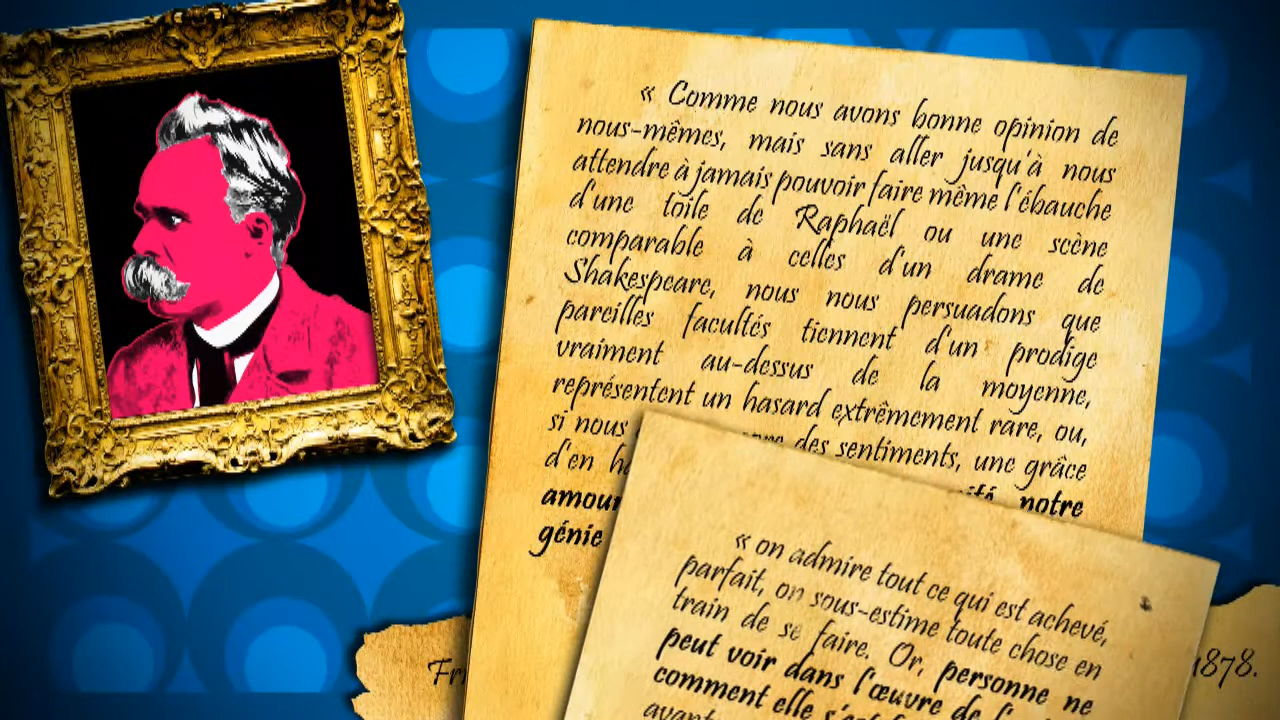 « Comme nous avons bonne opinion de
nous-mêmes, mais sans aller jusqu'à nous
attendre à jamais pouvoir faire même l'ébauche
d'une toile de Raphaël ou une scène
comparable à celles d'un drame de
Shakespeare, nous nous persuadons que
pareilles facultés tiennent d'un prodige
vraiment au-dessus de la moyenne,
représentent un hasard extrêmement rare, ou,
si nous des sentiments, une grâce
d'en
notre
génie
« on admire tout ce qui est achevé,
parfait, on sous-estime toute chose en
train de se faire. Or, personne ne
peut voir dans l'œuvre de
comment elle
1878.